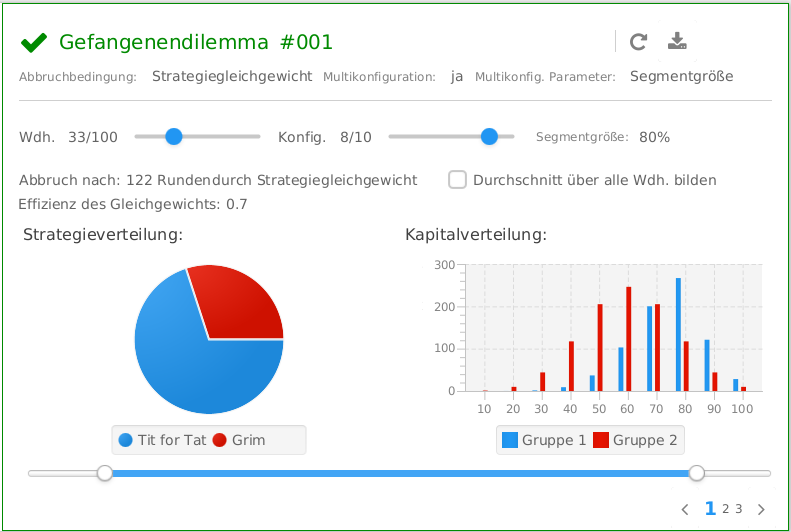 Gefangenendilemma #001
Abbruchbedingung: Strategiegleichgewicht Multikonfiguration: ja Multikonfig. Parameter: Segmentgröße
Wdh. 33/100 Konfig. 8/10 Segmentgröße: 80%
Abbruch nach: 122 Rundendurch Strategiegleichgewicht Durchschnitt über alle Wdh. bilden
Effizienz des Gleichgewichts: 0.7
Strategieverteilung: Kapitalverteilung:
300
200
100
0
10 20 30 40 50 60 70 80 90 100
Tit for Tat Grim Gruppe 1 Gruppe 2
1 2 3